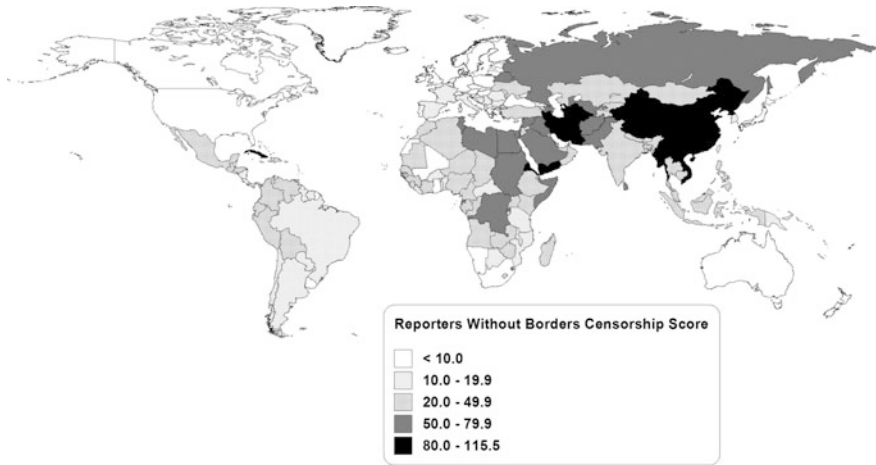 Reporters Without Borders Censorship Score
< 10.0
10.0 - 19.9
20.0 - 49.9
50.0 - 79.9
80.0 - 115.5